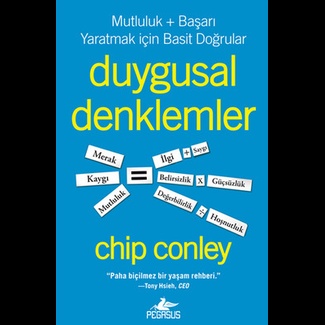 Mutluluk + Başarı
Yaratmak için Basit Doğrular
duygusal
denklemler
Merak = İlgi + Saygı
Kaygı = Belirsizlik x Güçsüzlük
Mutluluk = Değerbilirlik ÷ Hoşnutluk
chip conley
“Paha biçilmez bir yaşam rehberi.”
—Tony Hsieh, CEO
PEGASUS